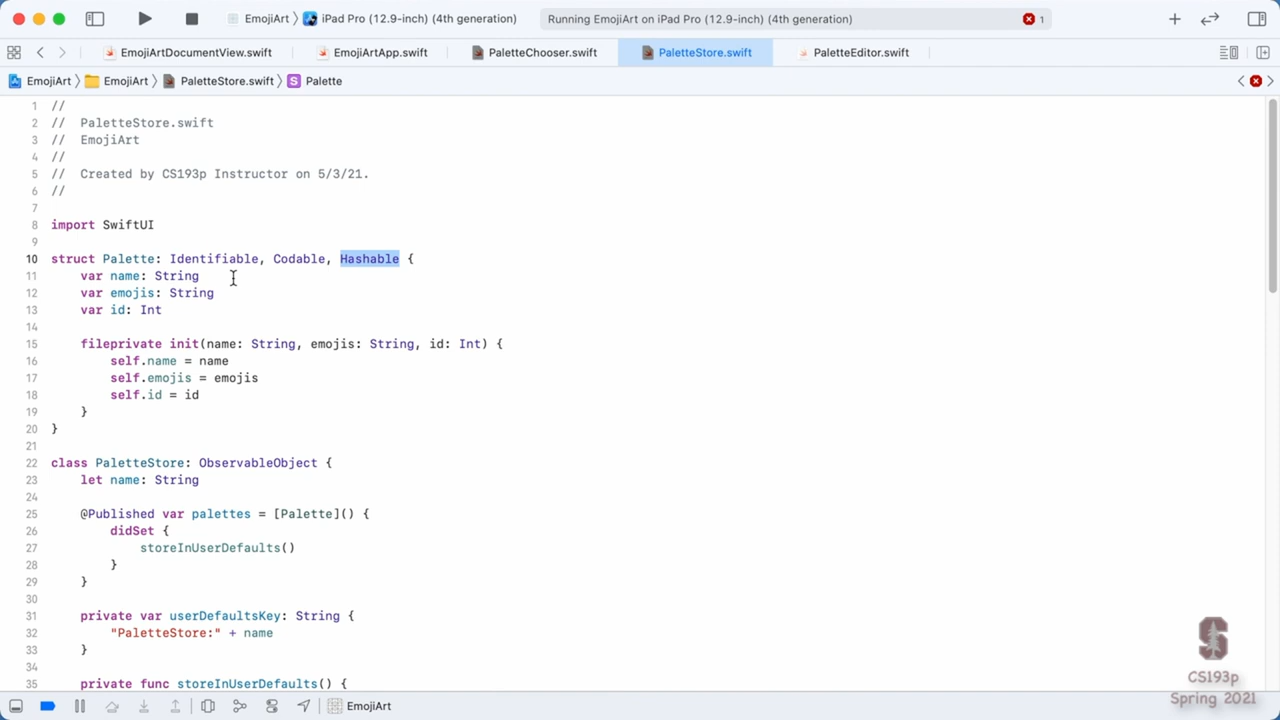 EmojiArt 〉 iPad Pro (12.9-inch) (4th generation)
Running EmojiArt on iPad Pro (12.9-inch) (4th generation)
1
EmojiArtDocumentView.swift
EmojiArtApp.swift
PaletteChooser.swift
PaletteStore.swift
PaletteEditor.swift
EmojiArt 〉 EmojiArt 〉 PaletteStore.swift 〉 S Palette
1 //
2 //  PaletteStore.swift
3 //  EmojiArt
4 //
5 //  Created by CS193p Instructor on 5/3/21.
6 //
7
8 import SwiftUI
9
10 struct Palette: Identifiable, Codable, Hashable {
11     var name: String
12     var emojis: String
13     var id: Int
14
15     fileprivate init(name: String, emojis: String, id: Int) {
16         self.name = name
17         self.emojis = emojis
18         self.id = id
19     }
20 }
21
22 class PaletteStore: ObservableObject {
23     let name: String
24
25     @Published var palettes = [Palette]() {
26         didSet {
27             storeInUserDefaults()
28         }
29     }
30
31     private var userDefaultsKey: String {
32         "PaletteStore:" + name
33     }
34
35     private func storeInUserDefaults() {
EmojiArt
S
CS193p
Spring 2021